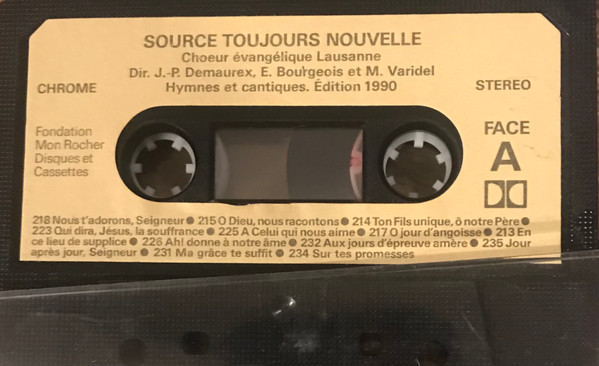 SOURCE TOUJOURS NOUVELLE
Choeur évangélique Lausanne
Dir. J.-P. Demaurex, E. Bourgeois et M. Varidel
Hymnes et cantiques. Édition 1990
CHROME
STEREO
Fondation
Mon Rocher
Disques et
Cassettes
FACE
A
218 Nous t'adorons, Seigneur ● 215 O Dieu, nous racontons ● 214 Ton Fils unique, ô notre Père ●
223 Qui dira, Jésus, la souffrance ● 225 A Celui qui nous aime ● 217 O jour d'angoisse ● 213 En
ce lieu de supplice ● 226 Ah! donne à notre âme ● 232 Aux jours d'épreuve amère ● 235 Jour
après jour, Seigneur ● 231 Ma grâce te suffit ● 234 Sur tes promesses